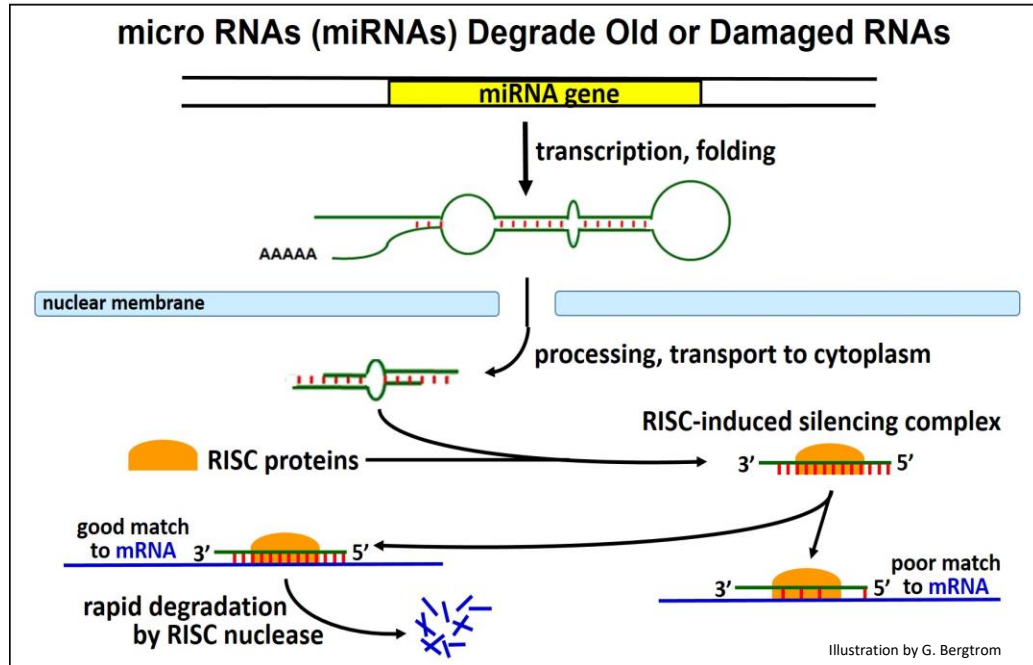 micro RNAs (miRNAs) Degrade Old or Damaged RNAs
miRNA gene
transcription, folding
AAAAA
nuclear membrane
processing, transport to cytoplasm
RISC-induced silencing complex
RISC proteins
3’ 5’
good match
to mRNA
3’ 5’
poor match
to mRNA
3’ 5’
rapid degradation
by RISC nuclease
Illustration by G. Bergtrom